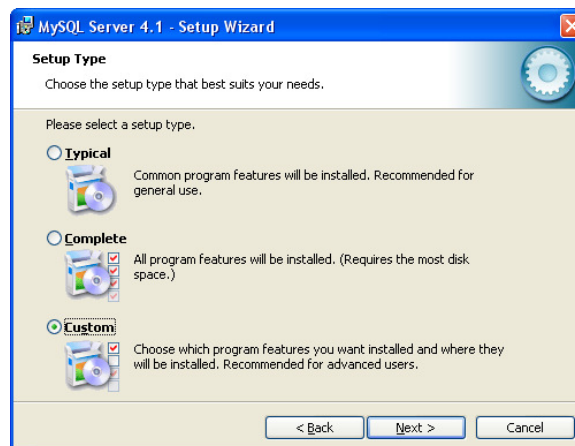 MySQL Server 4.1 - Setup Wizard
Setup Type
Choose the setup type that best suits your needs.
Please select a setup type.
Typical
Common program features will be installed. Recommended for
general use.
Complete
All program features will be installed. (Requires the most disk
space.)
Custom
Choose which program features you want installed and where they
will be installed. Recommended for advanced users.
< Back
Next >
Cancel